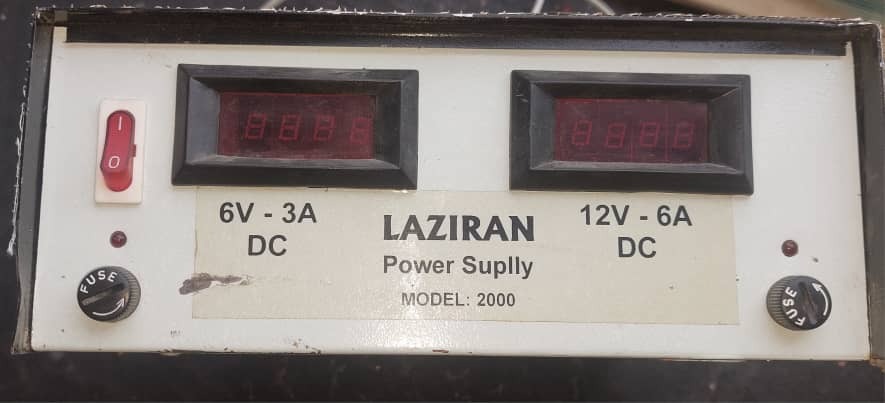 I
O
6V - 3A
DC
LAZIRAN
Power Suplly
MODEL: 2000
12V - 6A
DC
FUSE
FUSE